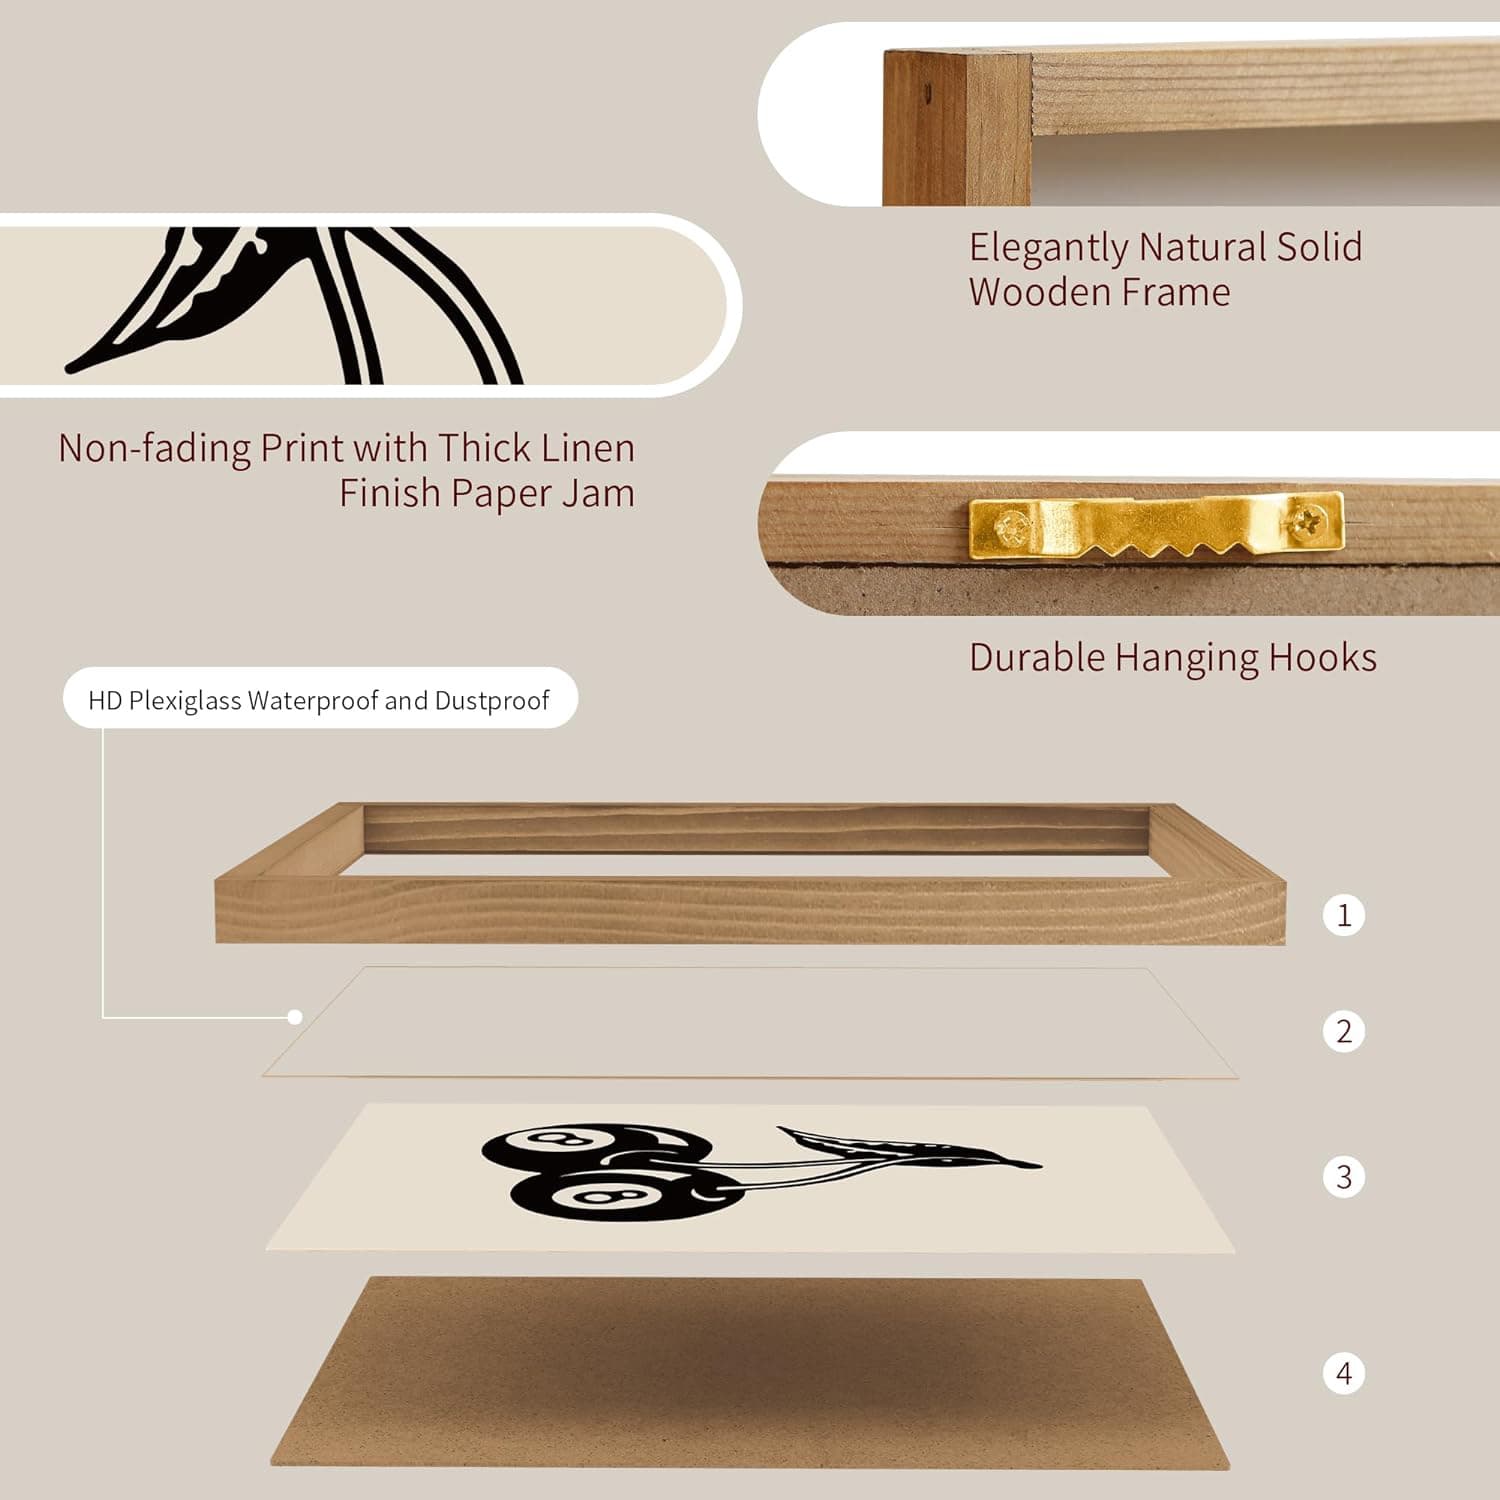 Elegantly Natural Solid
Wooden Frame
Non-fading Print with Thick Linen
Finish Paper Jam
Durable Hanging Hooks
HD Plexiglass Waterproof and Dustproof
1
2
8
8
3
4